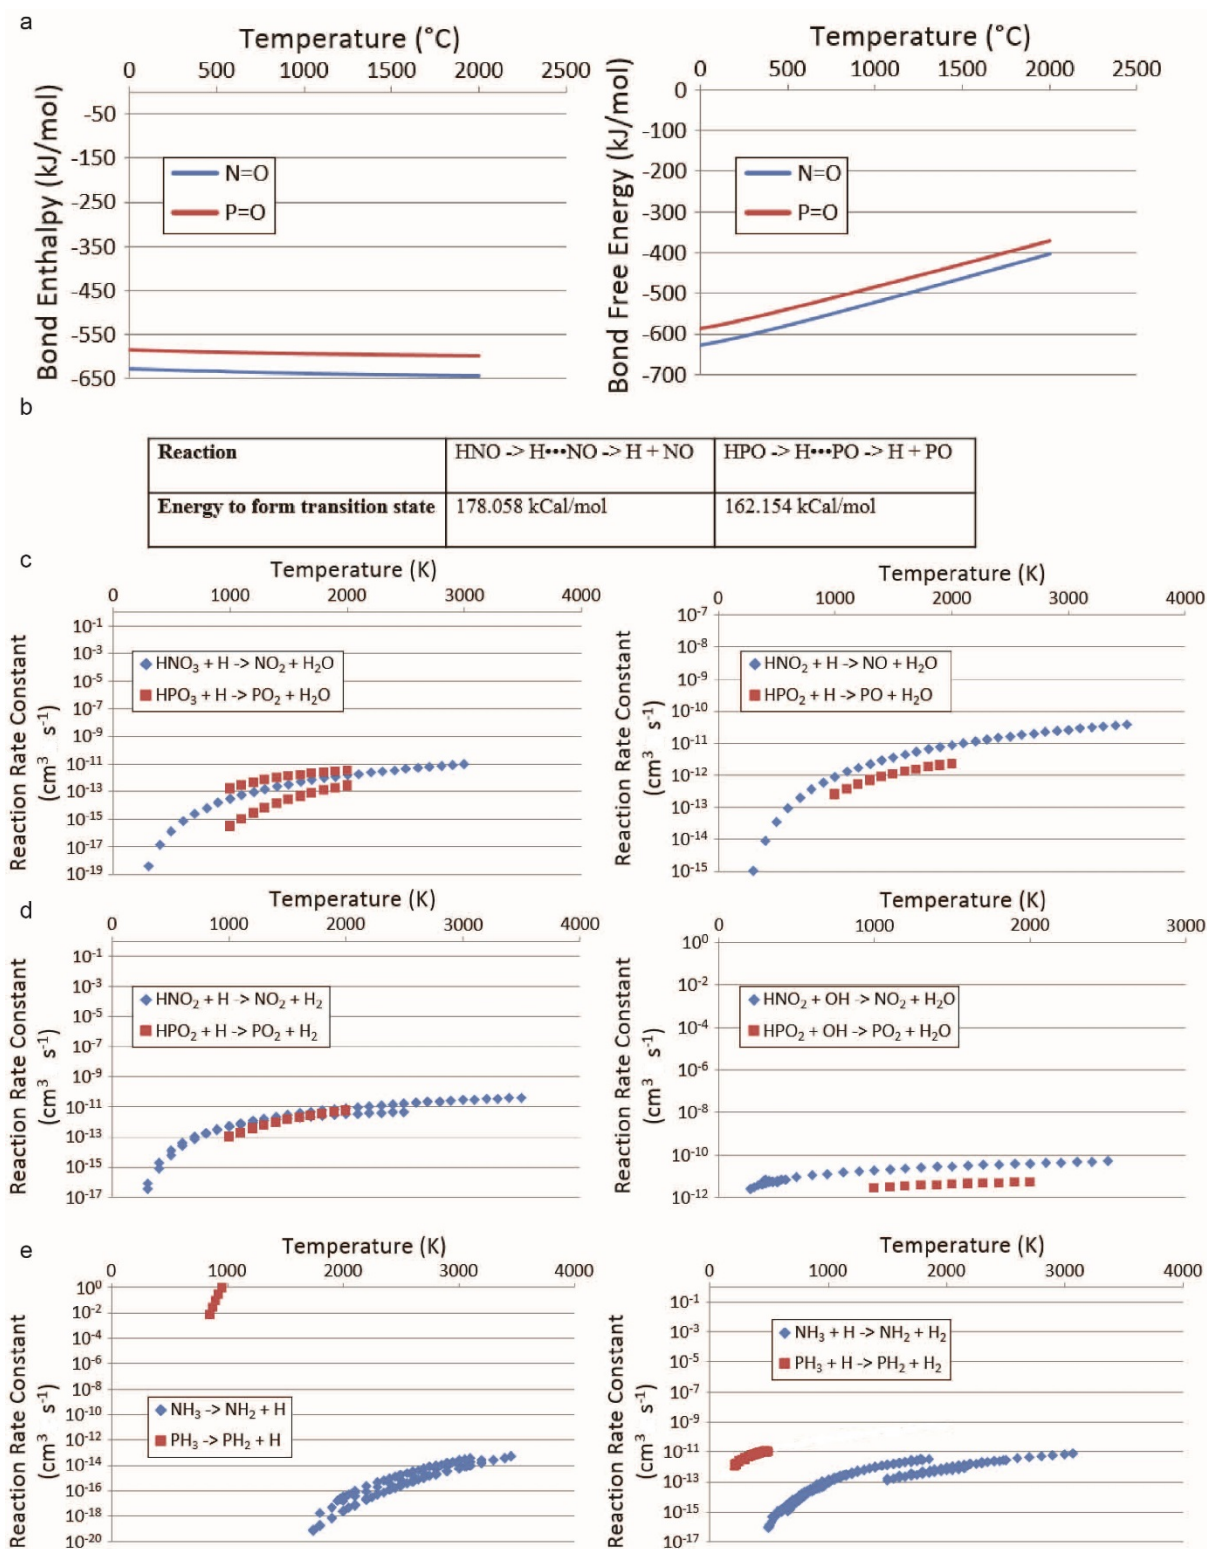 a
Temperature (°C)
0 500 1000 1500 2000 2500
Bond Enthalpy (kJ/mol)
-50
-150
-250
-350
-450
-550
-650
N=O
P=O
Temperature (°C)
0 500 1000 1500 2000 2500
Bond Free Energy (kJ/mol)
0
-100
-200
-300
-400
-500
-600
-700
N=O
P=O
b
Reaction HNO -> H•••NO -> H + NO HPO -> H•••PO -> H + PO
Energy to form transition state 178.058 kCal/mol 162.154 kCal/mol
c
Temperature (K)
0 1000 2000 3000 4000
Reaction Rate Constant
(cm³ s⁻¹)
10⁻¹
10⁻³
10⁻⁵
10⁻⁷
10⁻⁹
10⁻¹¹
10⁻¹³
10⁻¹⁵
10⁻¹⁷
10⁻¹⁹
HNO₃ + H -> NO₂ + H₂O
HPO₃ + H -> PO₂ + H₂O
Temperature (K)
0 1000 2000 3000 4000
Reaction Rate Constant
(cm³ s⁻¹)
10⁻⁷
10⁻⁸
10⁻⁹
10⁻¹⁰
10⁻¹¹
10⁻¹²
10⁻¹³
10⁻¹⁴
10⁻¹⁵
HNO₂ + H -> NO + H₂O
HPO₂ + H -> PO + H₂O
d
Temperature (K)
0 1000 2000 3000 4000
Reaction Rate Constant
(cm³ s⁻¹)
10⁻¹
10⁻³
10⁻⁵
10⁻⁷
10⁻⁹
10⁻¹¹
10⁻¹³
10⁻¹⁵
10⁻¹⁷
HNO₂ + H -> NO₂ + H₂
HPO₂ + H -> PO₂ + H₂
Temperature (K)
0 1000 2000 3000
Reaction Rate Constant
(cm³ s⁻¹)
10⁰
10⁻²
10⁻⁴
10⁻⁶
10⁻⁸
10⁻¹⁰
10⁻¹²
HNO₂ + OH -> NO₂ + H₂O
HPO₂ + OH -> PO₂ + H₂O
e
Temperature (K)
0 1000 2000 3000 4000
Reaction Rate Constant
(cm³ s⁻¹)
10⁰
10⁻²
10⁻⁴
10⁻⁶
10⁻⁸
10⁻¹⁰
10⁻¹²
10⁻¹⁴
10⁻¹⁶
10⁻¹⁸
10⁻²⁰
NH₃ -> NH₂ + H
PH₃ -> PH₂ + H
Temperature (K)
0 1000 2000 3000 4000
Reaction Rate Constant
(cm³ s⁻¹)
10⁻¹
10⁻³
10⁻⁵
10⁻⁷
10⁻⁹
10⁻¹¹
10⁻¹³
10⁻¹⁵
10⁻¹⁷
NH₃ + H -> NH₂ + H₂
PH₃ + H -> PH₂ + H₂